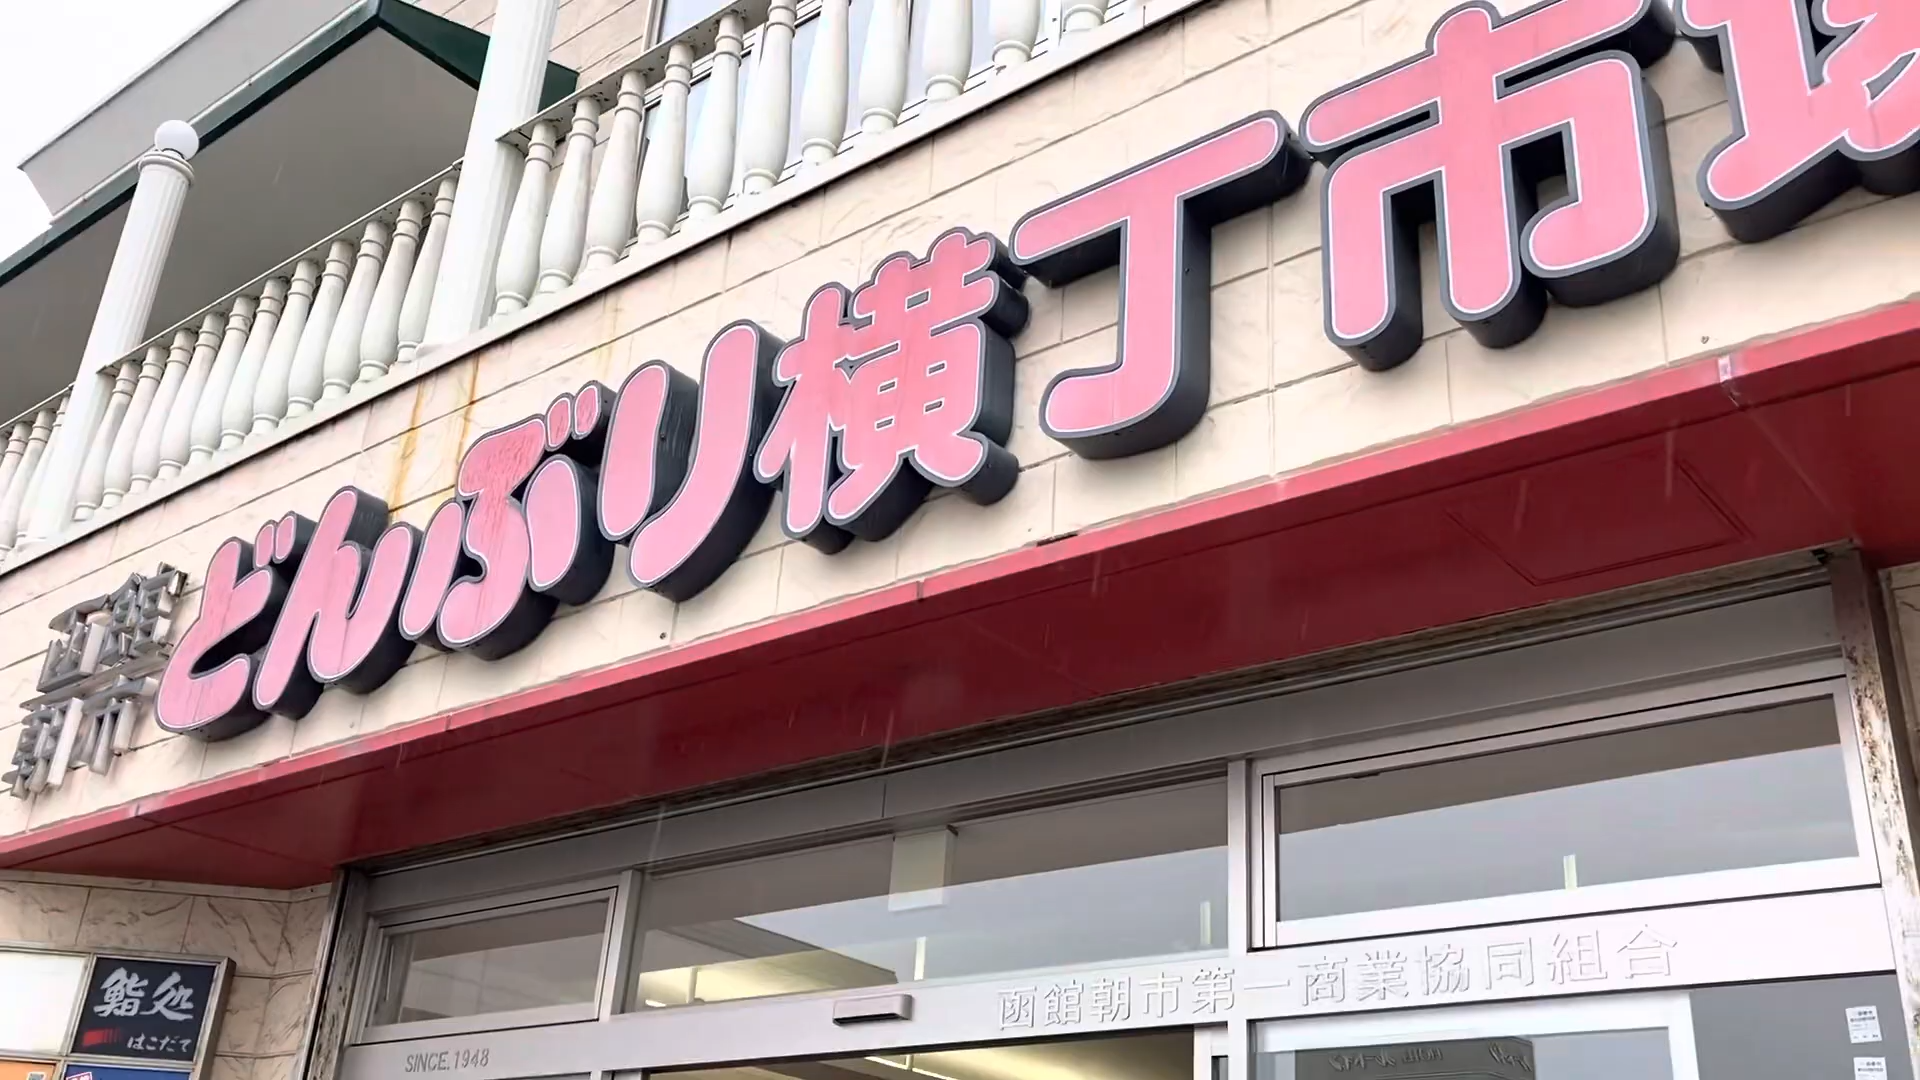 函館
朝市
どんぶり横丁市場
函館朝市第一商業協同組合
SINCE.1948
鮨処
はこだて